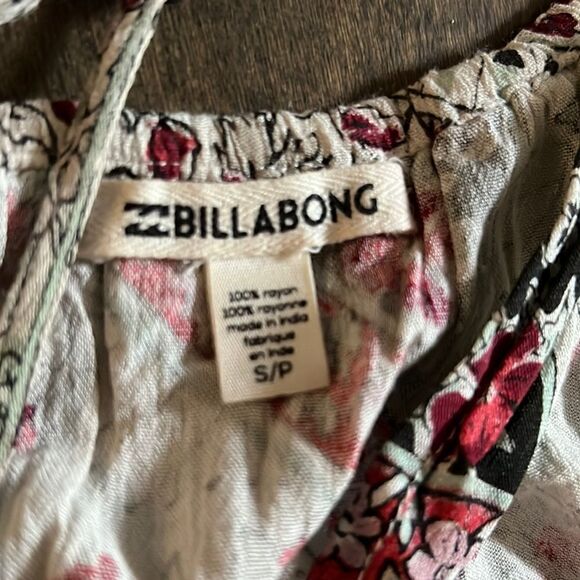 BILLABONG
100% rayon
100% rayonne
made in India
fabriqué
en Inde
S/P